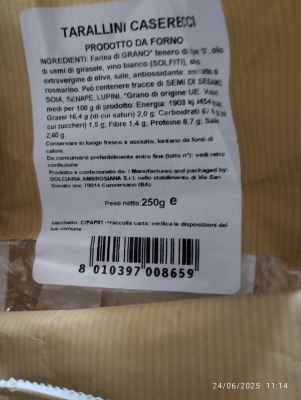 TARALLINI CASERECCI
PRODOTTO DA FORNO
INGREDIENTI: Farina di GRANO* tenero di tipo "0", olio
di semi di girasole, vino bianco (SOLFITI), olio
extravergine di oliva, sale, antiossidante: estratto di
rosmarino. Può contenere tracce di SEMI DI SESAMO,
SOIA, SENAPE, LUPINI. *Grano di origine UE. Valori
medi per 100 g di prodotto: Energia: 1903 kj /454
Grassi 16,4 g (di cui saturi) 2,0 g; Carboidrati 67
cui zuccheri) 1,5 g; Fibre 1,4 g; Proteine 8,7 g; Sale
2,60 g
Conservare in luogo fresco e asciutto, lontano da fonti di
calore.
Da consumarsi preferibilmente entro fine (lotto n°): vedi retro
confezione
Prodotto e confezionato da: / Manufactured and packaged by:
DOLCIARIA AMBROSIANA S.r.l. nello stabilimento di Via San
Donato snc 70014 Conversano (BA)
Peso netto: 250g e
sacchetto: C/PAP81 -Raccolta carta: verifica le disposizioni del
tuo comune
8 010397 008659
24/06/2025 11:14